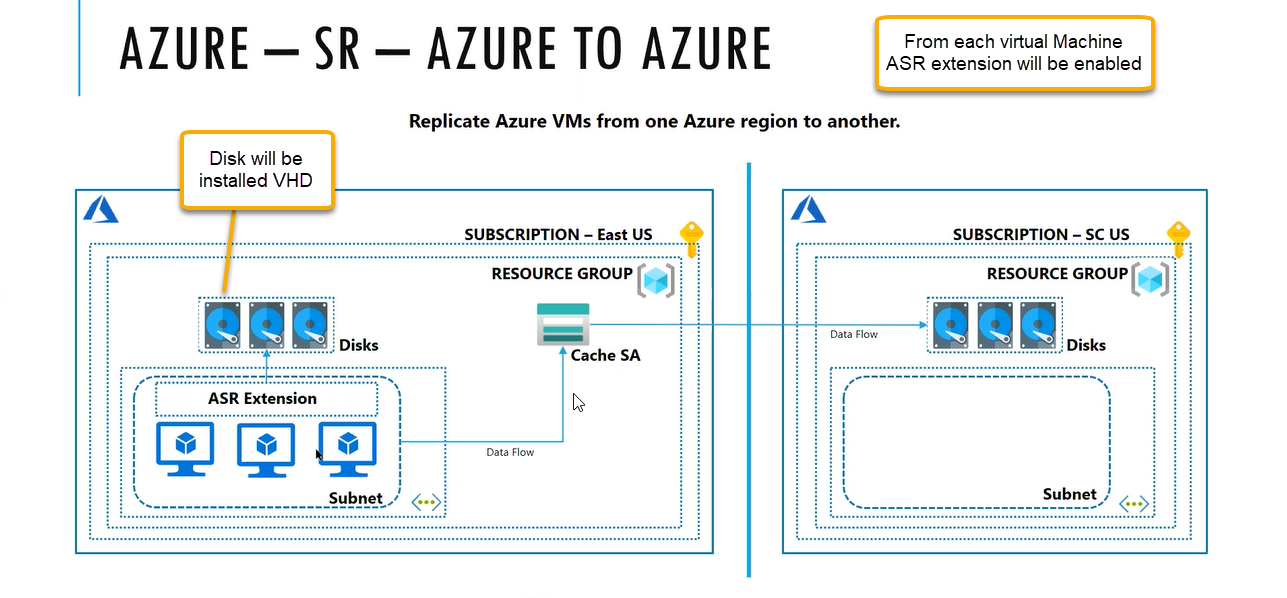 AZURE – SR – AZURE TO AZURE
From each virtual Machine
ASR extension will be enabled
Replicate Azure VMs from one Azure region to another.
Disk will be
installed VHD
SUBSCRIPTION – East US
RESOURCE GROUP
Disks
Cache SA
ASR Extension
Data Flow
Subnet
SUBSCRIPTION – SC US
RESOURCE GROUP
Data Flow
Disks
Subnet